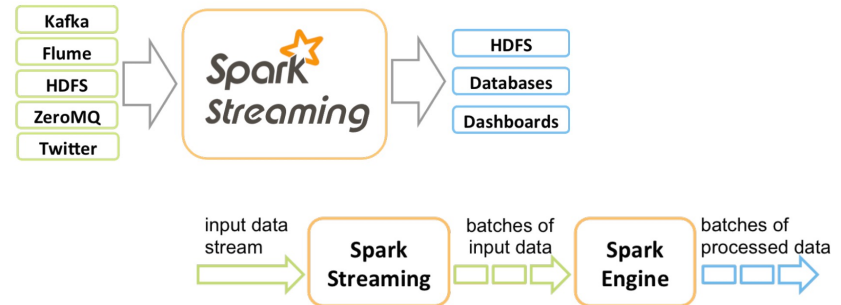 Kafka
Flume
HDFS
ZeroMQ
Twitter
Spark
Streaming
HDFS
Databases
Dashboards
input data
stream
Spark
Streaming
batches of
input data
Spark
Engine
batches of
processed data